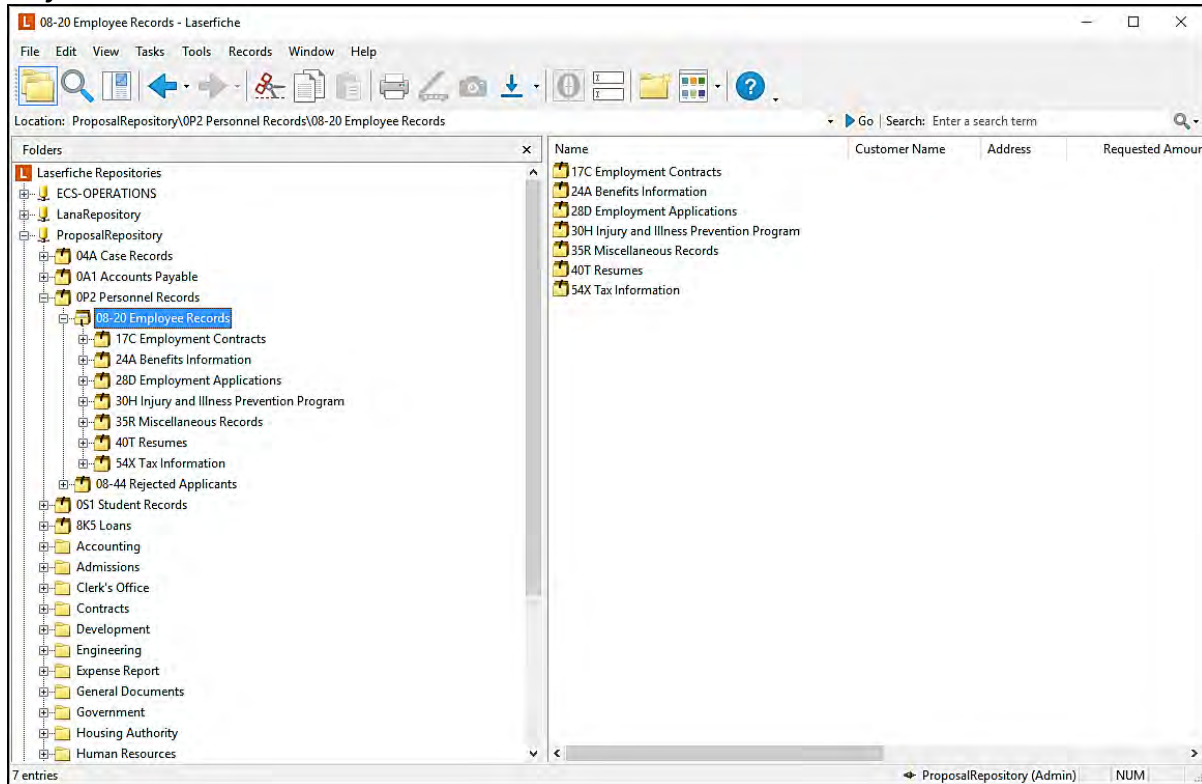 08-20 Employee Records - Laserfiche
File Edit View Tasks Tools Records Window Help
Location: ProposalRepository\0P2 Personnel Records\08-20 Employee Records Go Search: Enter a search term
Folders
Laserfiche Repositories
ECS-OPERATIONS
LanaRepository
ProposalRepository
04A Case Records
0A1 Accounts Payable
0P2 Personnel Records
08-20 Employee Records
17C Employment Contracts
24A Benefits Information
28D Employment Applications
30H Injury and Illness Prevention Program
35R Miscellaneous Records
40T Resumes
54X Tax Information
08-44 Rejected Applicants
0S1 Student Records
8K5 Loans
Accounting
Admissions
Clerk's Office
Contracts
Development
Engineering
Expense Report
General Documents
Government
Housing Authority
Human Resources
Name Customer Name Address Requested Amour
17C Employment Contracts
24A Benefits Information
28D Employment Applications
30H Injury and Illness Prevention Program
35R Miscellaneous Records
40T Resumes
54X Tax Information
7 entries ProposalRepository (Admin) NUM